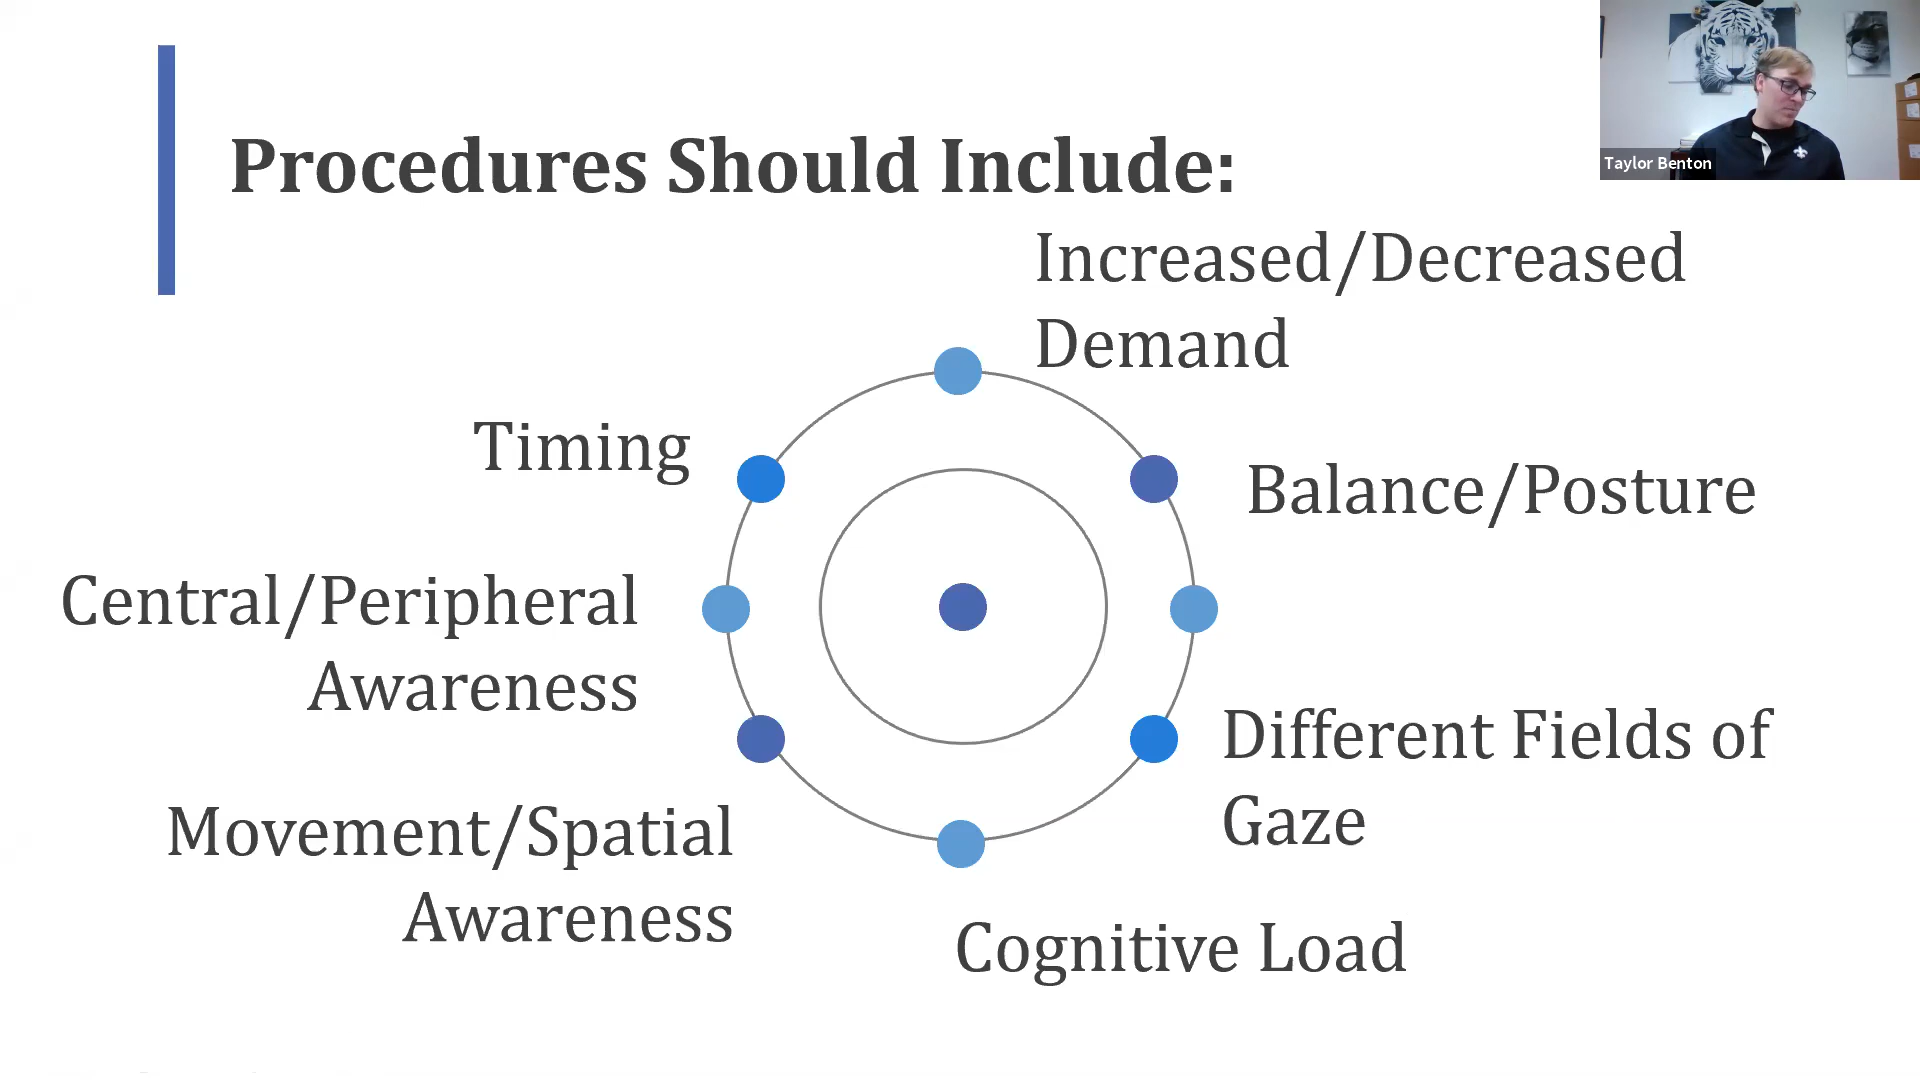 Procedures Should Include:
Taylor Benton
Increased/Decreased
Demand
Timing
Balance/Posture
Central/Peripheral
Awareness
Different Fields of
Gaze
Movement/Spatial
Awareness
Cognitive Load